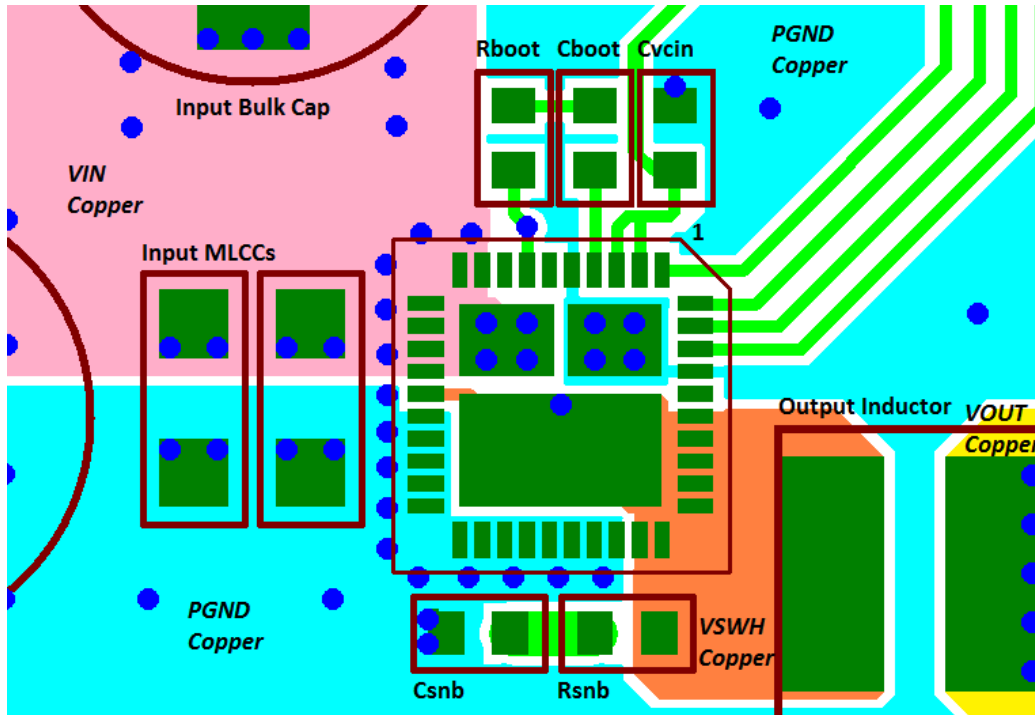 Rboot Cboot Cvcin
PGND
Copper
Input Bulk Cap
VIN
Copper
1
Input MLCCs
Output Inductor
VOUT
Copper
PGND
Copper
VSWH
Copper
Csnb
Rsnb